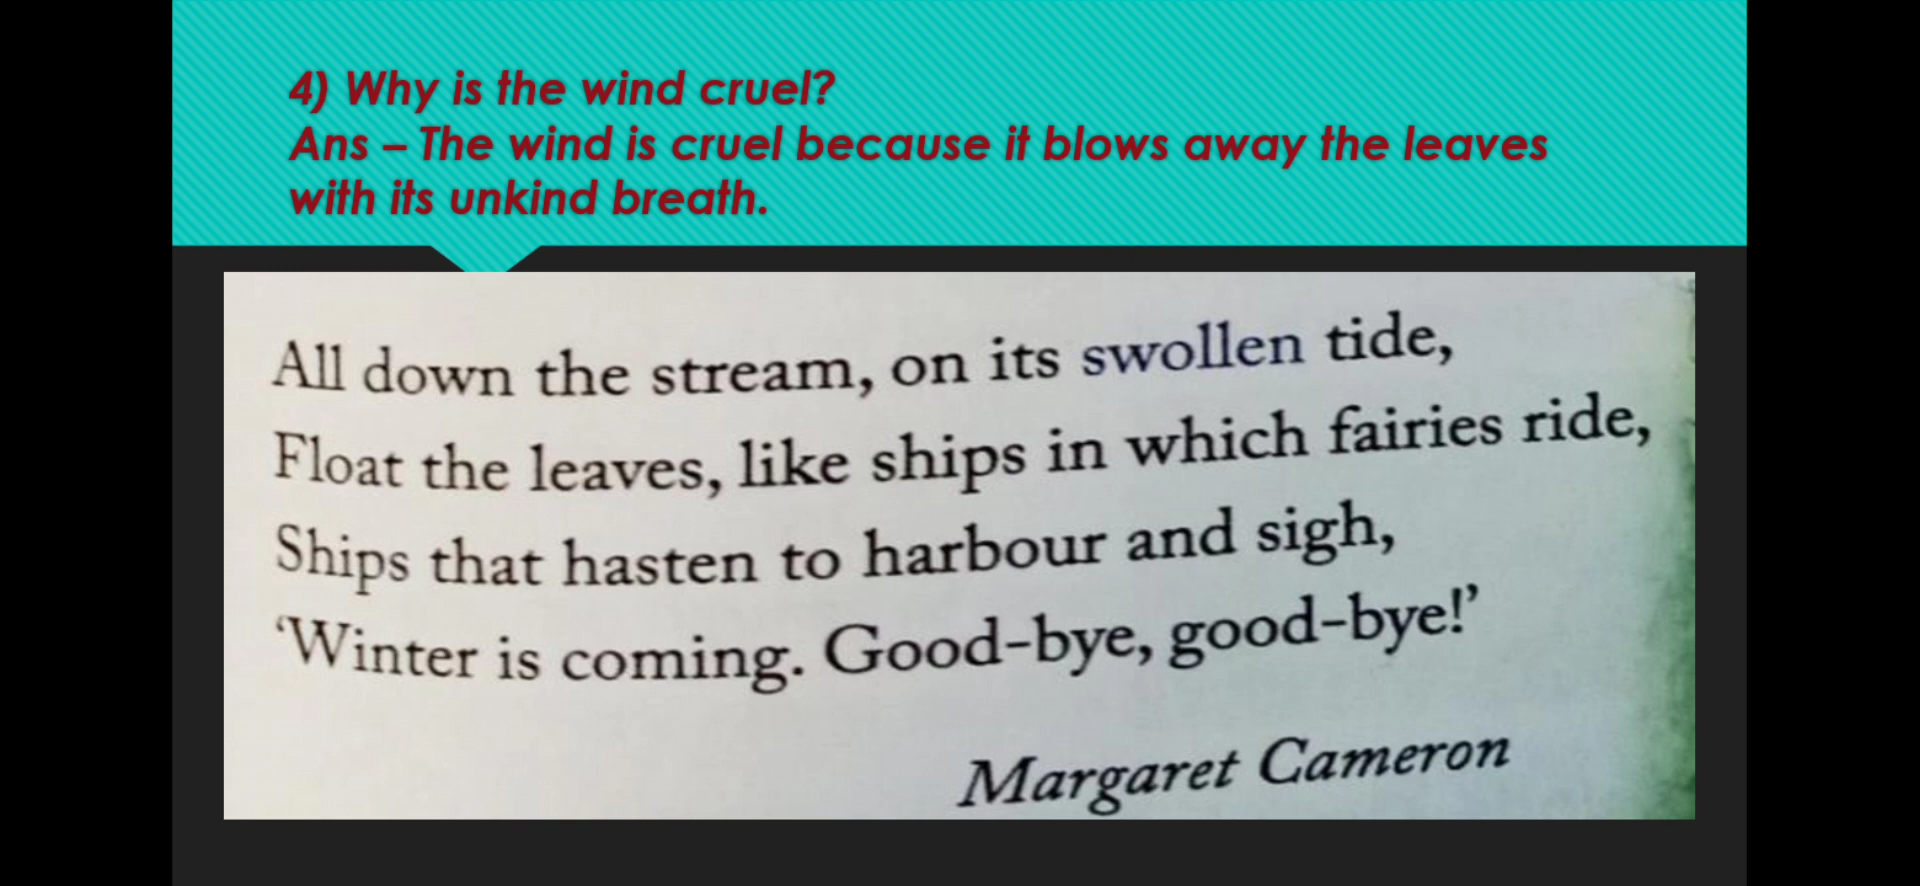 4) Why is the wind cruel?
Ans – The wind is cruel because it blows away the leaves
with its unkind breath.
All down the stream, on its swollen tide,
Float the leaves, like ships in which fairies ride,
Ships that hasten to harbour and sigh,
‘Winter is coming. Good-bye, good-bye!’
Margaret Cameron